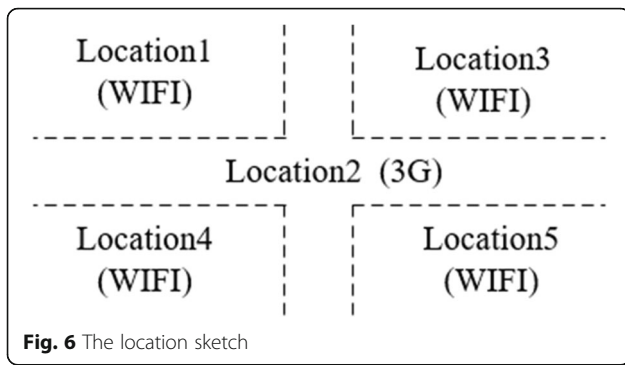 Location1
(WIFI)
Location3
(WIFI)
Location2 (3G)
Location4
(WIFI)
Location5
(WIFI)
Fig. 6 The location sketch